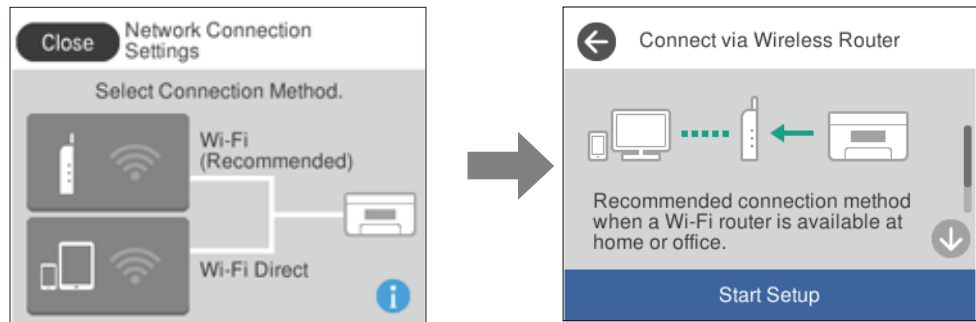 Close
Network Connection
Settings
Select Connection Method.
Wi-Fi
(Recommended)
Wi-Fi Direct
i
Connect via Wireless Router
Recommended connection method
when a Wi-Fi router is available at
home or office.
Start Setup